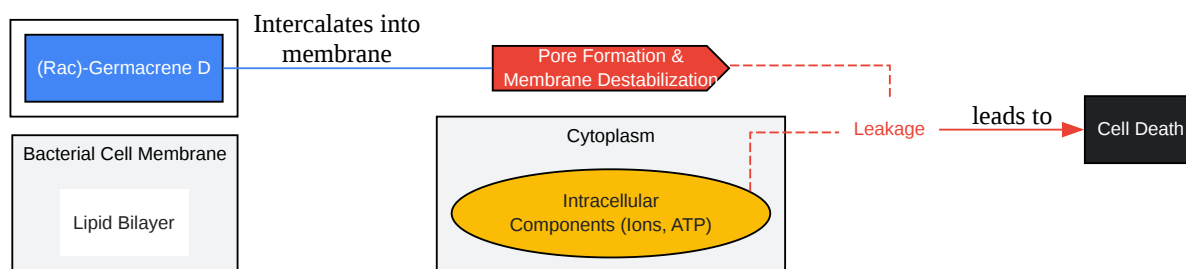 (Rac)-Germacrene D
Intercalates into
membrane
Pore Formation &
Membrane Destabilization
Leakage
leads to
Cell Death
Bacterial Cell Membrane
Lipid Bilayer
Cytoplasm
Intracellular
Components (Ions, ATP)